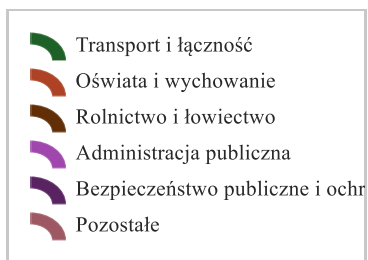 Transport i łączność
Oświata i wychowanie
Rolnictwo i łowiectwo
Administracja publiczna
Bezpieczeństwo publiczne i ochr
Pozostałe